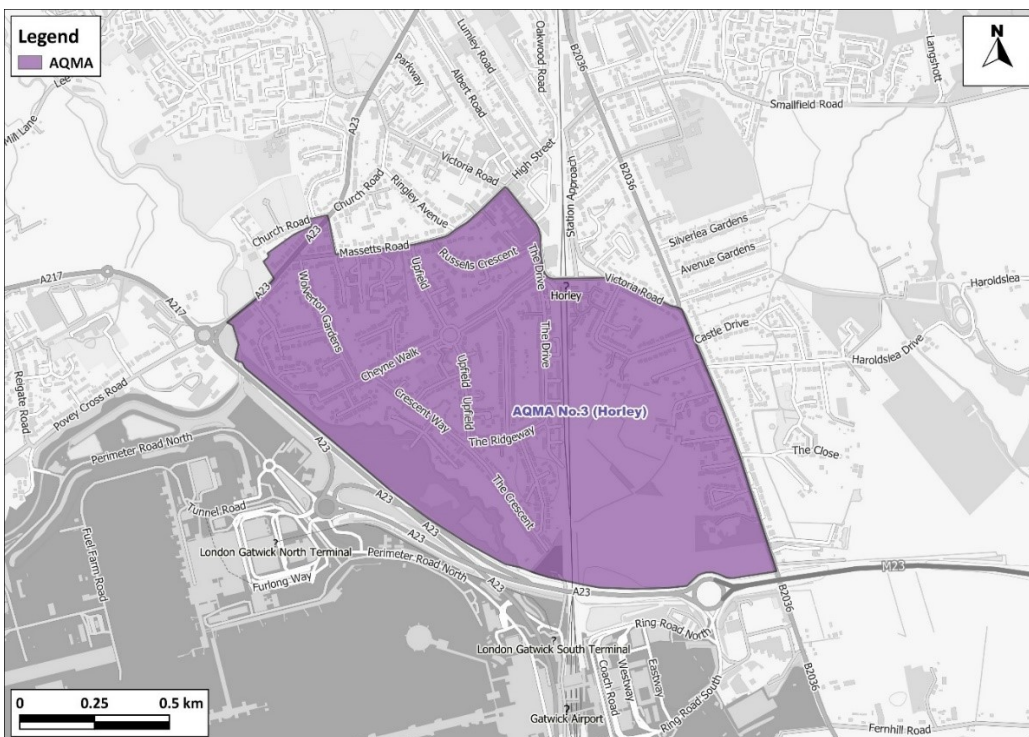 Legend
AQMA
N
Lumley Road
Albert Road
Oakwood Road
B2036
Langshott
Parkway
Smallfield Road
Mill Lane
Lee
A23
Victoria Road
High Street
Station Approach
B2036
Church Road
Ringley Avenue
Church Road
A23
Massetts Road
Russells Crescent
Silverlea Gardens
Avenue Gardens
Upfield
The Drive
Victoria Road
A217
A23
Wolverton Gardens
?
Horley
Haroldslea
A217
Castle Drive
Haroldslea Drive
The Drive
Cheyne Walk
Upfield
Reigate Road
Povey Cross Road
Crescent Way
Upfield
AQMA No.3 (Horley)
The Ridgeway
Perimeter Road North
A23
The Close
The Crescent
Tunnel Road
A23
Fuel Farm Road
?
London Gatwick North Terminal
A23
Perimeter Road North
Furlong Way
A23
A23
M23
B2036
Ring Road North
?
London Gatwick South Terminal
Coach Road
Westway
Eastway
Ring Road South
B2036
?
Gatwick Airport
Fernhill Road
0 0.25 0.5 km